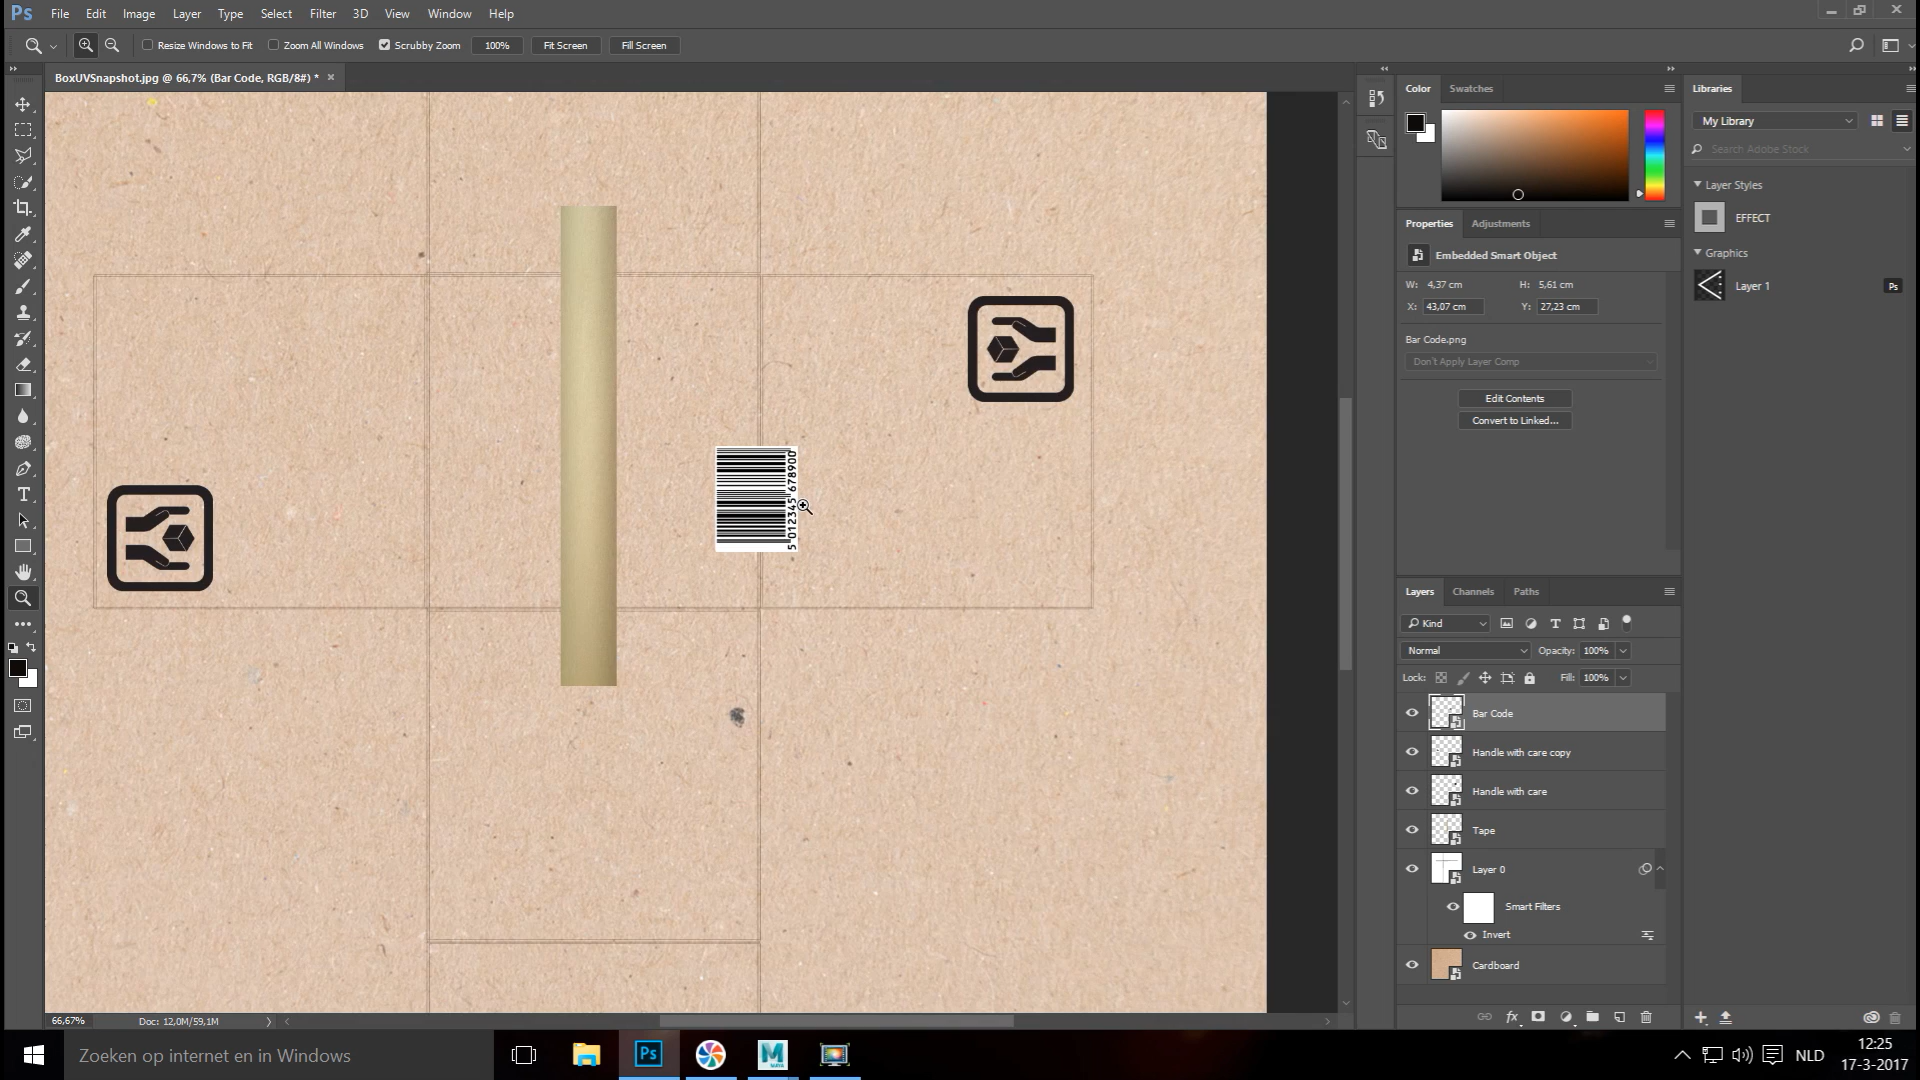 Ps File Edit Image Layer Type Select Filter 3D View Window Help
Resize Windows to Fit Zoom All Windows Scrubby Zoom 100% Fit Screen Fill Screen
BoxUVSnapshot.jpg @ 66,7% (Bar Code, RGB/8#) * ×
5 012345 678900
66,67% Doc: 12,0M/59,1M
Color Swatches
Properties Adjustments
Embedded Smart Object
W: 4,37 cm H: 5,61 cm
X: 43,07 cm Y: 27,23 cm
Bar Code.png
Don't Apply Layer Comp
Edit Contents
Convert to Linked...
Layers Channels Paths
Kind
Normal Opacity: 100%
Lock: Fill: 100%
Bar Code
Handle with care copy
Handle with care
Tape
Layer 0
Smart Filters
Invert
Cardboard
fx
Libraries
My Library
Search Adobe Stock
Layer Styles
EFFECT
Graphics
Layer 1 Ps
Zoeken op internet en in Windows
Ps
M
MAYA
NLD
12:25
17-3-2017